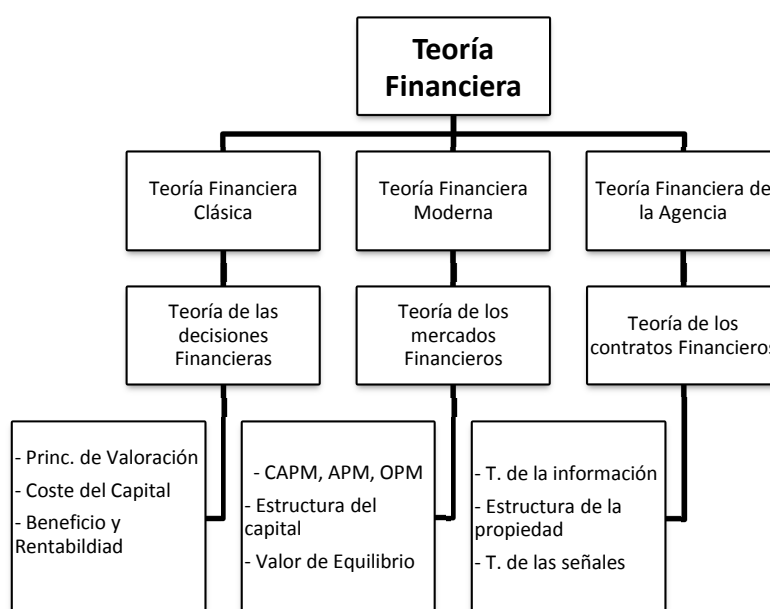 Teoría
Financiera
Teoría Financiera
Clásica
Teoría Financiera
Moderna
Teoría Financiera de
la Agencia
Teoría de las
decisiones
Financieras
Teoría de los
mercados
Financieros
Teoría de los
contratos Financieros
- Princ. de Valoración
- Coste del Capital
- Beneficio y
Rentabildiad
- CAPM, APM, OPM
- Estructura del
capital
- Valor de Equilibrio
- T. de la información
- Estructura de la
propiedad
- T. de las señales